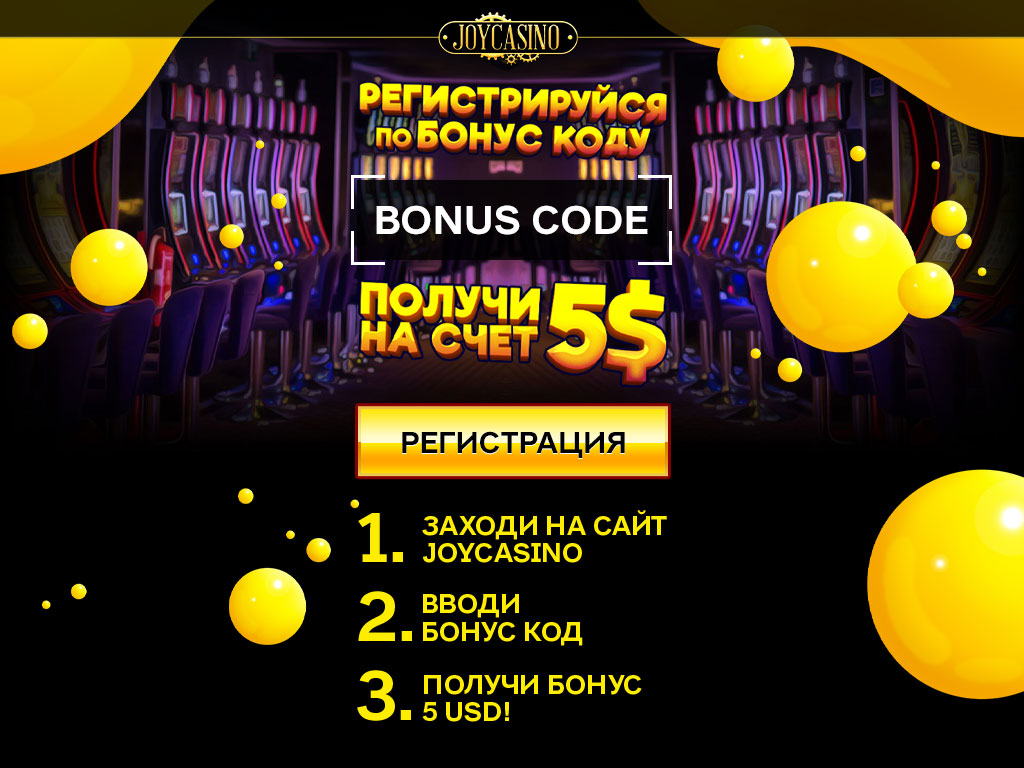 JOYCASINO
РЕГИСТРИРУЙСЯ
ПО БОНУС КОДУ
BONUS CODE
ПОЛУЧИ
НА СЧЕТ 5$
РЕГИСТРАЦИЯ
1. ЗАХОДИ НА САЙТ
JOYCASINO
2. ВВОДИ
БОНУС КОД
3. ПОЛУЧИ БОНУС
5 USD!